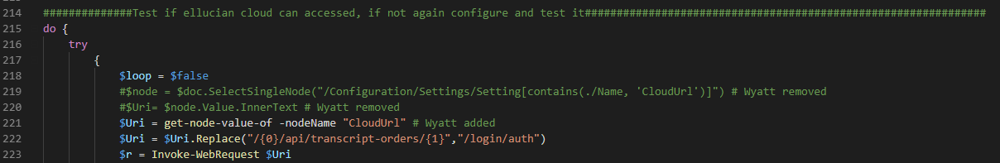 214 ##############Test if ellucian cloud can accessed, if not again configure and test it###############################################################
215 do {
216 try
217 {
218 $loop = $false
219 #$node = $doc.SelectSingleNode("/Configuration/Settings/Setting[contains(./Name, 'CloudUrl')]") # Wyatt removed
220 #$Uri= $node.Value.InnerText # Wyatt removed
221 $Uri = get-node-value-of -nodeName "CloudUrl" # Wyatt added
222 $Uri = $Uri.Replace("/{0}/api/transcript-orders/{1}","/login/auth")
223 $r = Invoke-WebRequest $Uri